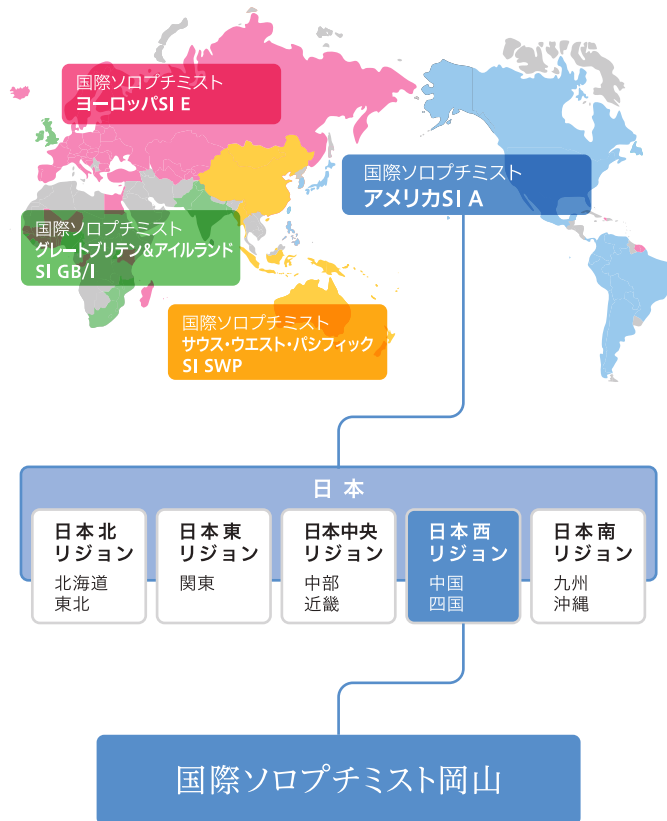 国際ソロプチミスト
ヨーロッパSI E
国際ソロプチミスト
アメリカSI A
国際ソロプチミスト
グレートブリテン&アイルランド
SI GB/I
国際ソロプチミスト
サウス・ウエスト・パシフィック
SI SWP
日本
日本北
リジョン
北海道
東北
日本東
リジョン
関東
日本中央
リジョン
中部
近畿
日本西
リジョン
中国
四国
日本南
リジョン
九州
沖縄
国際ソロプチミスト岡山